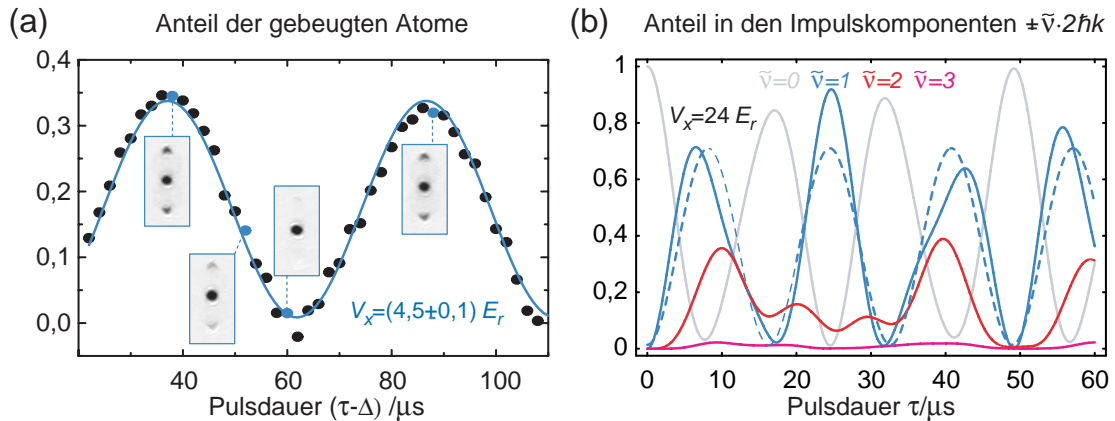 (a) Anteil der gebeugten Atome
0,4
0,3
0,2
0,1
0,0
V_x=(4,5±0,1) E_r
40 60 80 100
Pulsdauer (τ-Δ) /µs
(b) Anteil in den Impulskomponenten ±ṽ·2ħk
1
0,8
0,6
0,4
0,2
0
ṽ=0 ṽ=1 ṽ=2 ṽ=3
V_x=24 E_r
0 10 20 30 40 50 60
Pulsdauer τ/µs